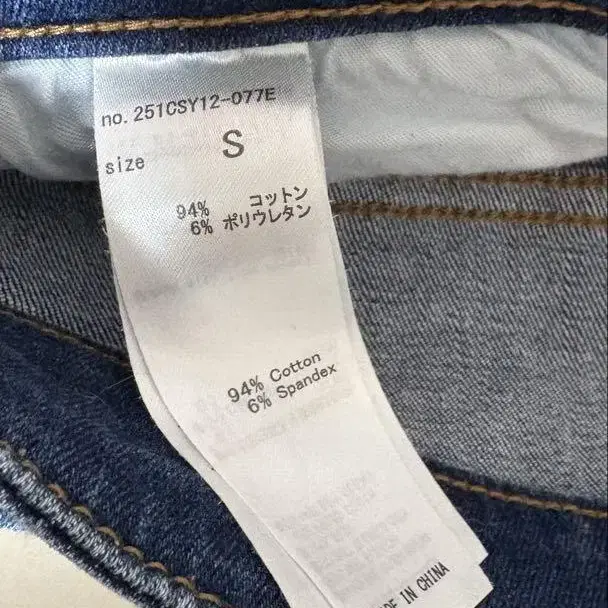 no. 251CSY12-077E
size S
94% コットン
6% ポリウレタン
94% Cotton
6% Spandex
IN CHINA